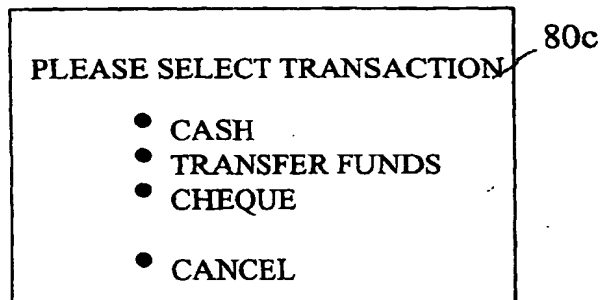 80c
PLEASE SELECT TRANSACTION
• CASH
• TRANSFER FUNDS
• CHEQUE
• CANCEL